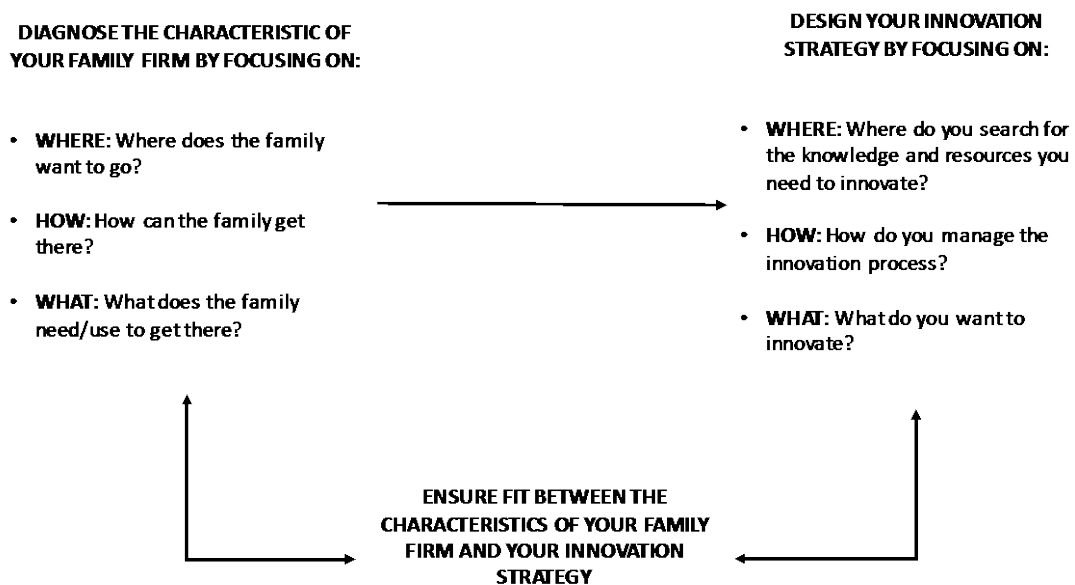 DIAGNOSE THE CHARACTERISTIC OF
YOUR FAMILY FIRM BY FOCUSING ON:
• WHERE: Where does the family
want to go?
• HOW: How can the family get
there?
• WHAT: What does the family
need/use to get there?
DESIGN YOUR INNOVATION
STRATEGY BY FOCUSING ON:
• WHERE: Where do you search for
the knowledge and resources you
need to innovate?
• HOW: How do you manage the
innovation process?
• WHAT: What do you want to
innovate?
ENSURE FIT BETWEEN THE
CHARACTERISTICS OF YOUR FAMILY
FIRM AND YOUR INNOVATION
STRATEGY